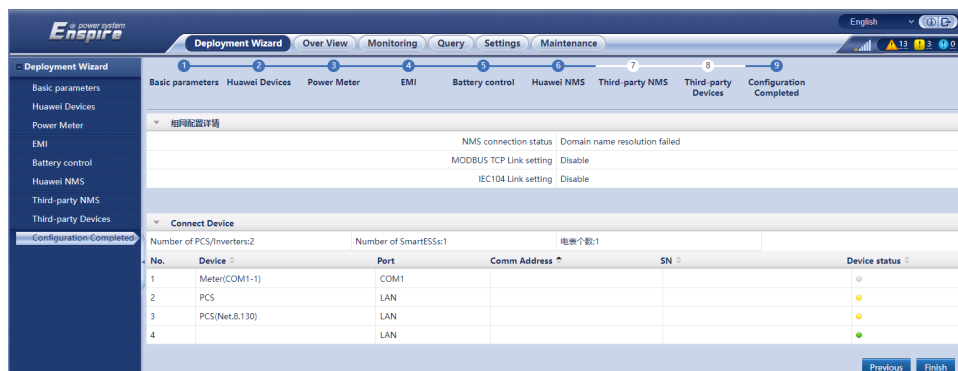 e power system
Enspire
English
Deployment Wizard Over View Monitoring Query Settings Maintenance
13 3 0
Deployment Wizard
Basic parameters
Huawei Devices
Power Meter
EMI
Battery control
Huawei NMS
Third-party NMS
Third-party Devices
Configuration Completed
1 2 3 4 5 6 7 8 9
Basic parameters Huawei Devices Power Meter EMI Battery control Huawei NMS Third-party NMS Third-party Devices Configuration Completed
组网配置详情
NMS connection status Domain name resolution failed
MODBUS TCP Link setting Disable
IEC104 Link setting Disable
Connect Device
Number of PCS/Inverters:2 Number of SmartESSs:1 电表个数:1
No. Device Port Comm Address SN Device status
1 Meter(COM1-1) COM1
2 PCS LAN
3 PCS(Net.8.130) LAN
4 LAN
Previous Finish